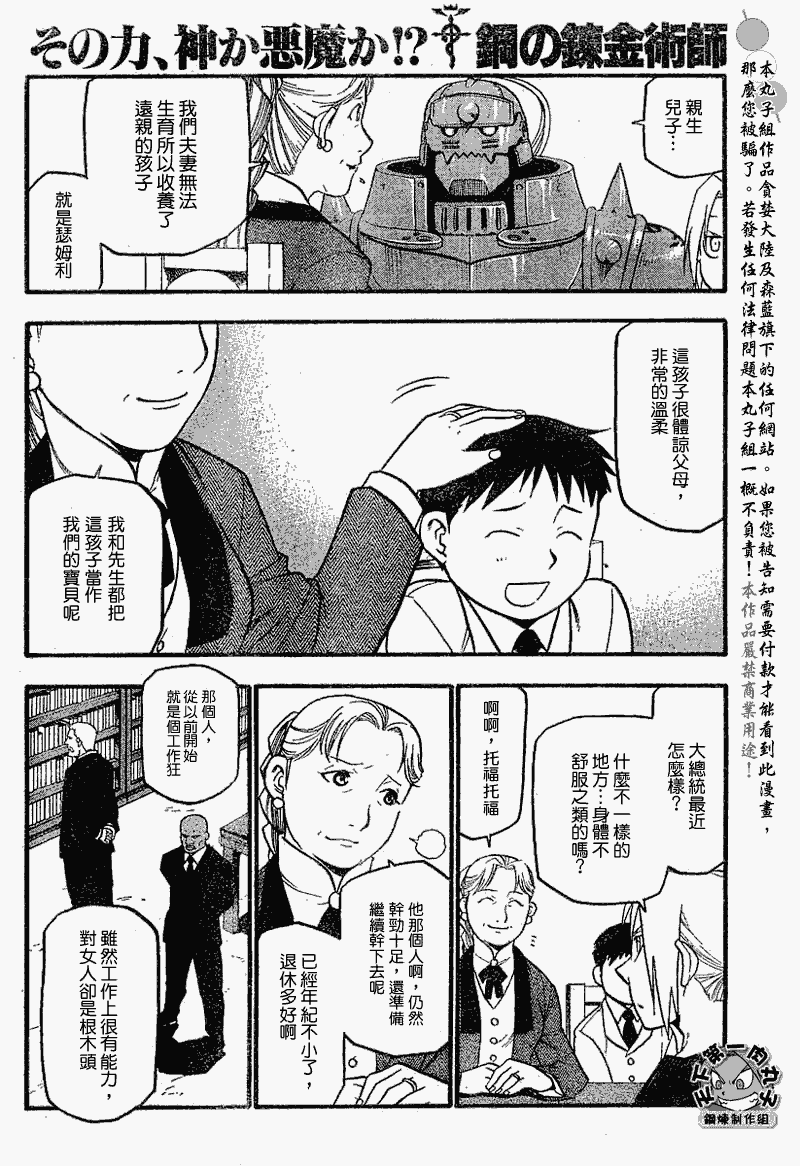 その力、神か悪魔か!?
鋼の錬金術師
親生
兒子…
我們夫妻無法
生育所以收養了
遠親的孩子
就是瑟姆利
這孩子很體諒父母，
非常的溫柔
我和先生都把
這孩子當作
我們的寶貝呢
大總統最近
怎麼樣？
什麼不一樣的
地方…身體不
舒服之類的嗎？
啊啊，托福托福
他那個人啊，仍然
幹勁十足，還準備
繼續幹下去呢
已經年紀不小了，
退休多好啊
那個人，
從以前開始
就是個工作狂
雖然工作上很有能力，
對女人卻是根木頭
本丸子組作品貪婪大陸及森藍旗下的任何網站。如果您被告知需要付款才能看到此漫畫，
那麼您被騙了。若發生任何法律問題本丸子組一概不負責！本作品嚴禁商業用途！
天下第一肉丸子
鋼煉制作組